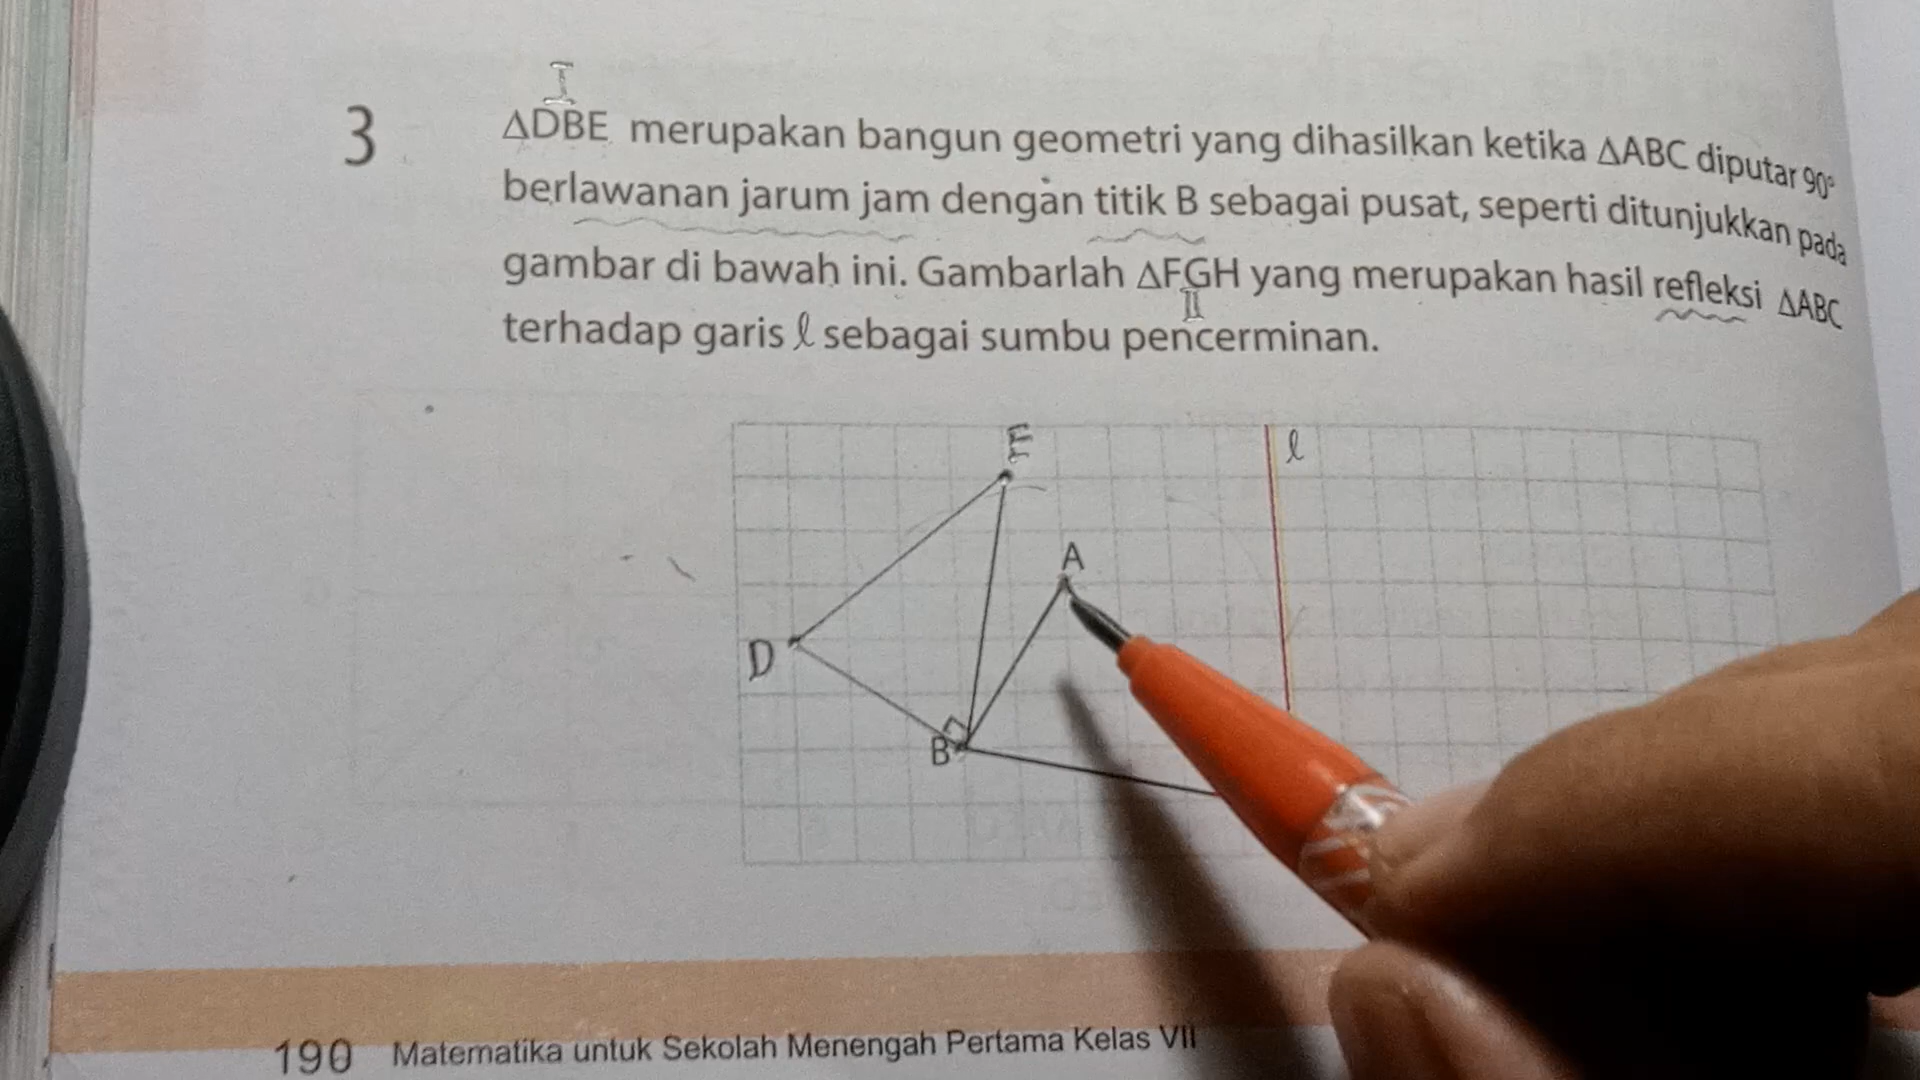 I
3 ΔDBE merupakan bangun geometri yang dihasilkan ketika ΔABC diputar 90°
berlawanan jarum jam dengan titik B sebagai pusat, seperti ditunjukkan pada
gambar di bawah ini. Gambarlah ΔFGH yang merupakan hasil refleksi ΔABC
II
terhadap garis ℓ sebagai sumbu pencerminan.
E
ℓ
A
D
B
190 Matematika untuk Sekolah Menengah Pertama Kelas VII